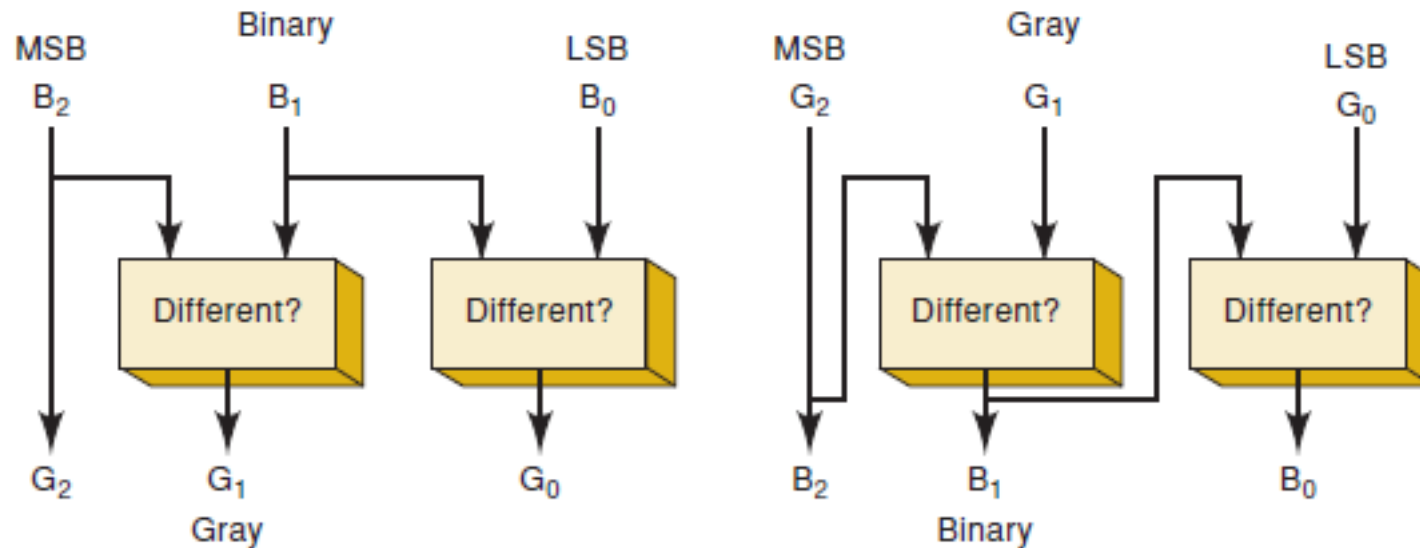 Binary
MSB LSB
B₂ B₁ B₀
Different? Different?
G₂ G₁ G₀
Gray
Gray
MSB LSB
G₂ G₁ G₀
Different? Different?
B₂ B₁ B₀
Binary